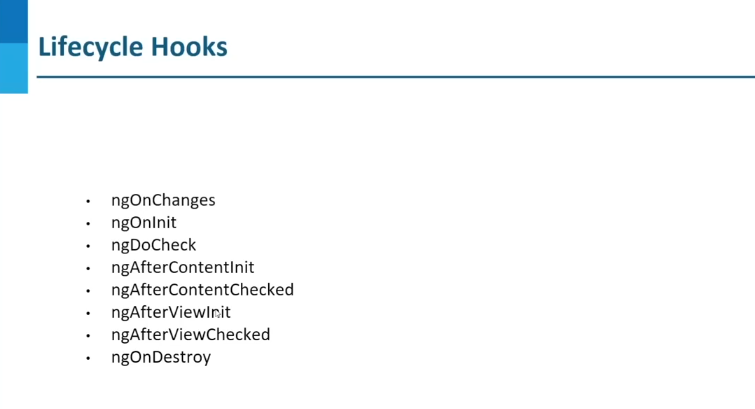 Lifecycle Hooks
• ngOnChanges
• ngOnInit
• ngDoCheck
• ngAfterContentInit
• ngAfterContentChecked
• ngAfterViewInit
• ngAfterViewChecked
• ngOnDestroy